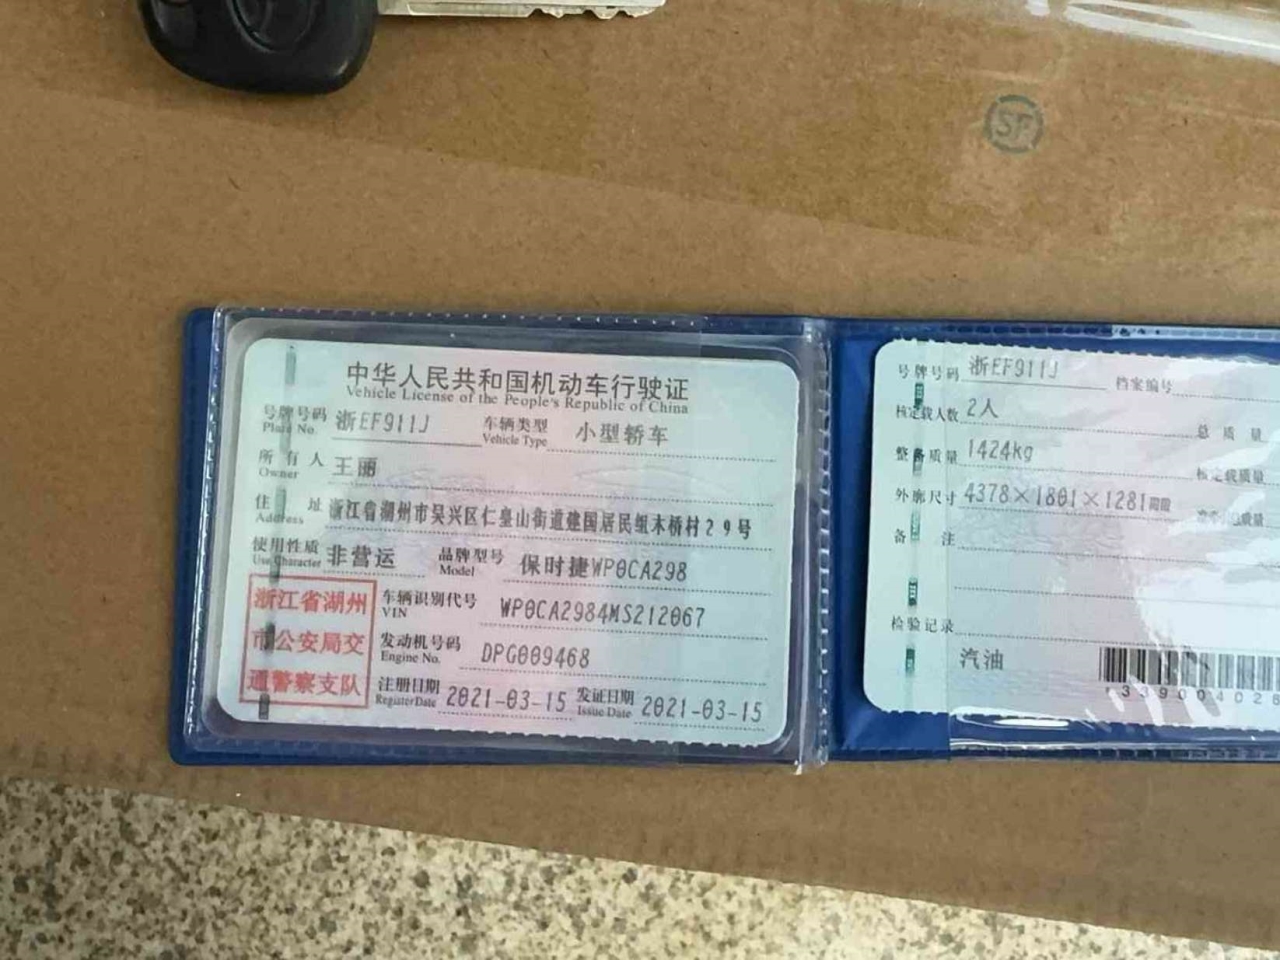 SF
中华人民共和国机动车行驶证
Vehicle License of the People's Republic of China
号牌号码 浙EF911J 车辆类型 小型轿车
Plate No. Vehicle Type
所有人 王丽
Owner
住址 浙江省湖州市吴兴区仁皇山街道建国居民组木桥村29号
Address
使用性质 非营运 品牌型号 保时捷WP0CA298
Use Character Model
浙江省湖州
市公安局交
通警察支队
车辆识别代号 WP0CA2984MS212067
VIN
发动机号码 DPG009468
Engine No.
注册日期 2021-03-15 发证日期 2021-03-15
Register Date Issue Date
号牌号码 浙EF911J 档案编号
核定载人数 2人 总质量
整备质量 1424kg 核定载质量
外廓尺寸 4378×1801×1281mm
备注
检验记录
汽油
339004028